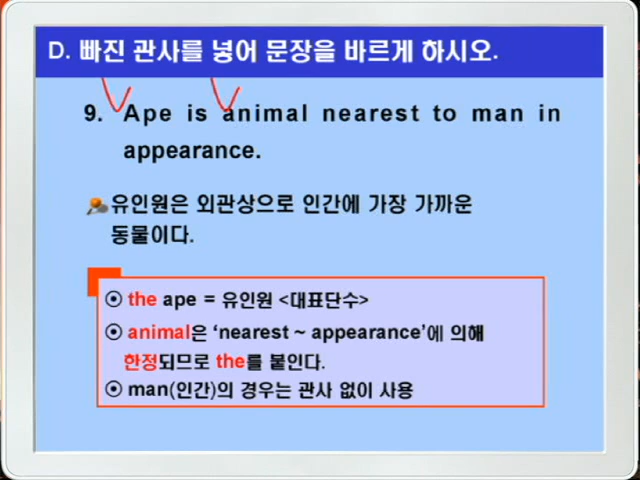 D. 빠진 관사를 넣어 문장을 바르게 하시오.
9. Ape is animal nearest to man in
appearance.
유인원은 외관상으로 인간에 가장 가까운
동물이다.
the ape = 유인원 <대표단수>
animal은 ‘nearest ~ appearance’에 의해
한정되므로 the를 붙인다.
man(인간)의 경우는 관사 없이 사용